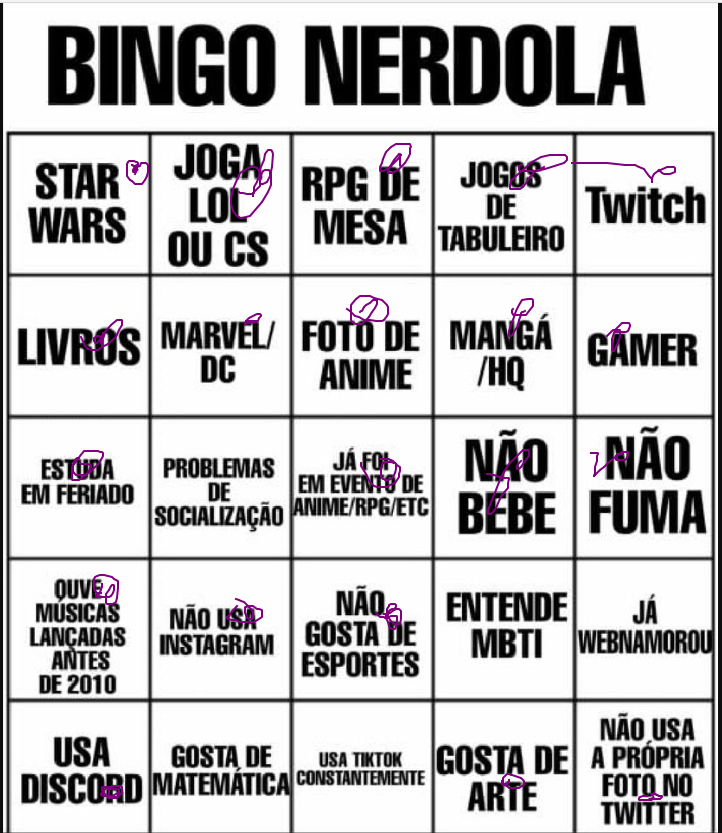 BINGO NERDOLA
STAR
WARS
JOGA
LOL
OU CS
RPG DE
MESA
JOGOS
DE
TABULEIRO
Twitch
LIVROS
MARVEL/
DC
FOTO DE
ANIME
MANGÁ
/HQ
GAMER
ESTUDA
EM FERIADO
PROBLEMAS
DE
SOCIALIZAÇÃO
JÁ FOI
EM EVENTO DE
ANIME/RPG/ETC
NÃO
BEBE
NÃO
FUMA
OUVE
MÚSICAS
LANÇADAS
ANTES
DE 2010
NÃO USA
INSTAGRAM
NÃO
GOSTA DE
ESPORTES
ENTENDE
MBTI
JÁ
WEBNAMOROU
USA
DISCORD
GOSTA DE
MATEMÁTICA
USA TIKTOK
CONSTANTEMENTE
GOSTA DE
ARTE
NÃO USA
A PRÓPRIA
FOTO NO
TWITTER